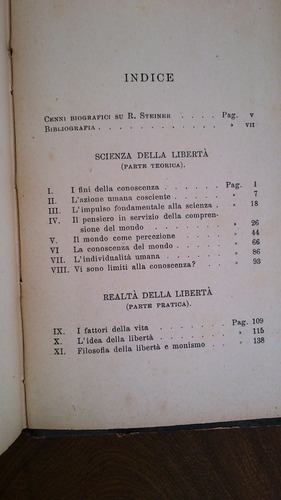 INDICE
CENNI BIOGRAFICI SU R. STEINER . . . . Pag. V
BIBLIOGRAFIA . . . . . . . . . . . » VII
SCIENZA DELLA LIBERTÀ
(PARTE TEORICA).
I. I fini della conoscenza . . . . . . Pag. 1
II. L'azione umana cosciente . . . . . » 7
III. L'impulso fondamentale alla scienza . . » 18
IV. Il pensiero in servizio della compren-
sione del mondo . . . . . . . » 26
V. Il mondo come percezione . . . . . » 44
VI La conoscenza del mondo . . . . . » 66
VII. L'individualità umana . . . . . . » 86
VIII. Vi sono limiti alla conoscenza? . . . . » 93
REALTÀ DELLA LIBERTÀ
(PARTE PRATICA).
IX. I fattori della vita . . . . . . . Pag. 109
X. L'idea della libertà . . . . . . . » 115
XI. Filosofia della libertà e monismo . . » 138